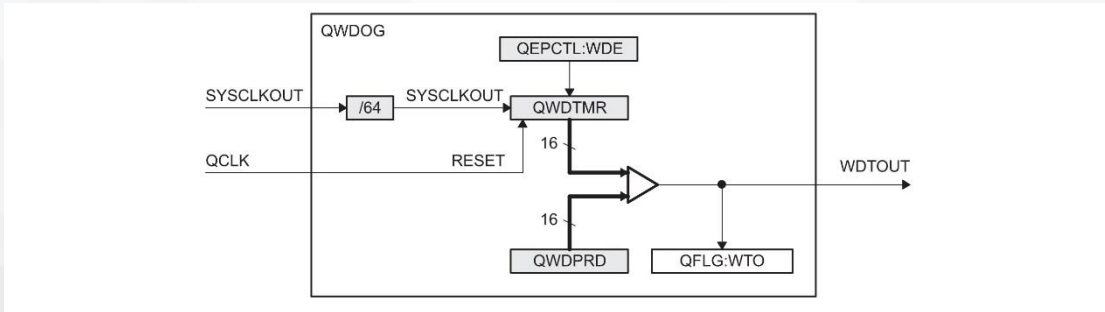 QWDOG
QEPCTL:WDE
SYSCLKOUT
/64
SYSCLKOUT
QWDTMR
QCLK
RESET
16
WDTOUT
16
QWDPRD
QFLG:WTO